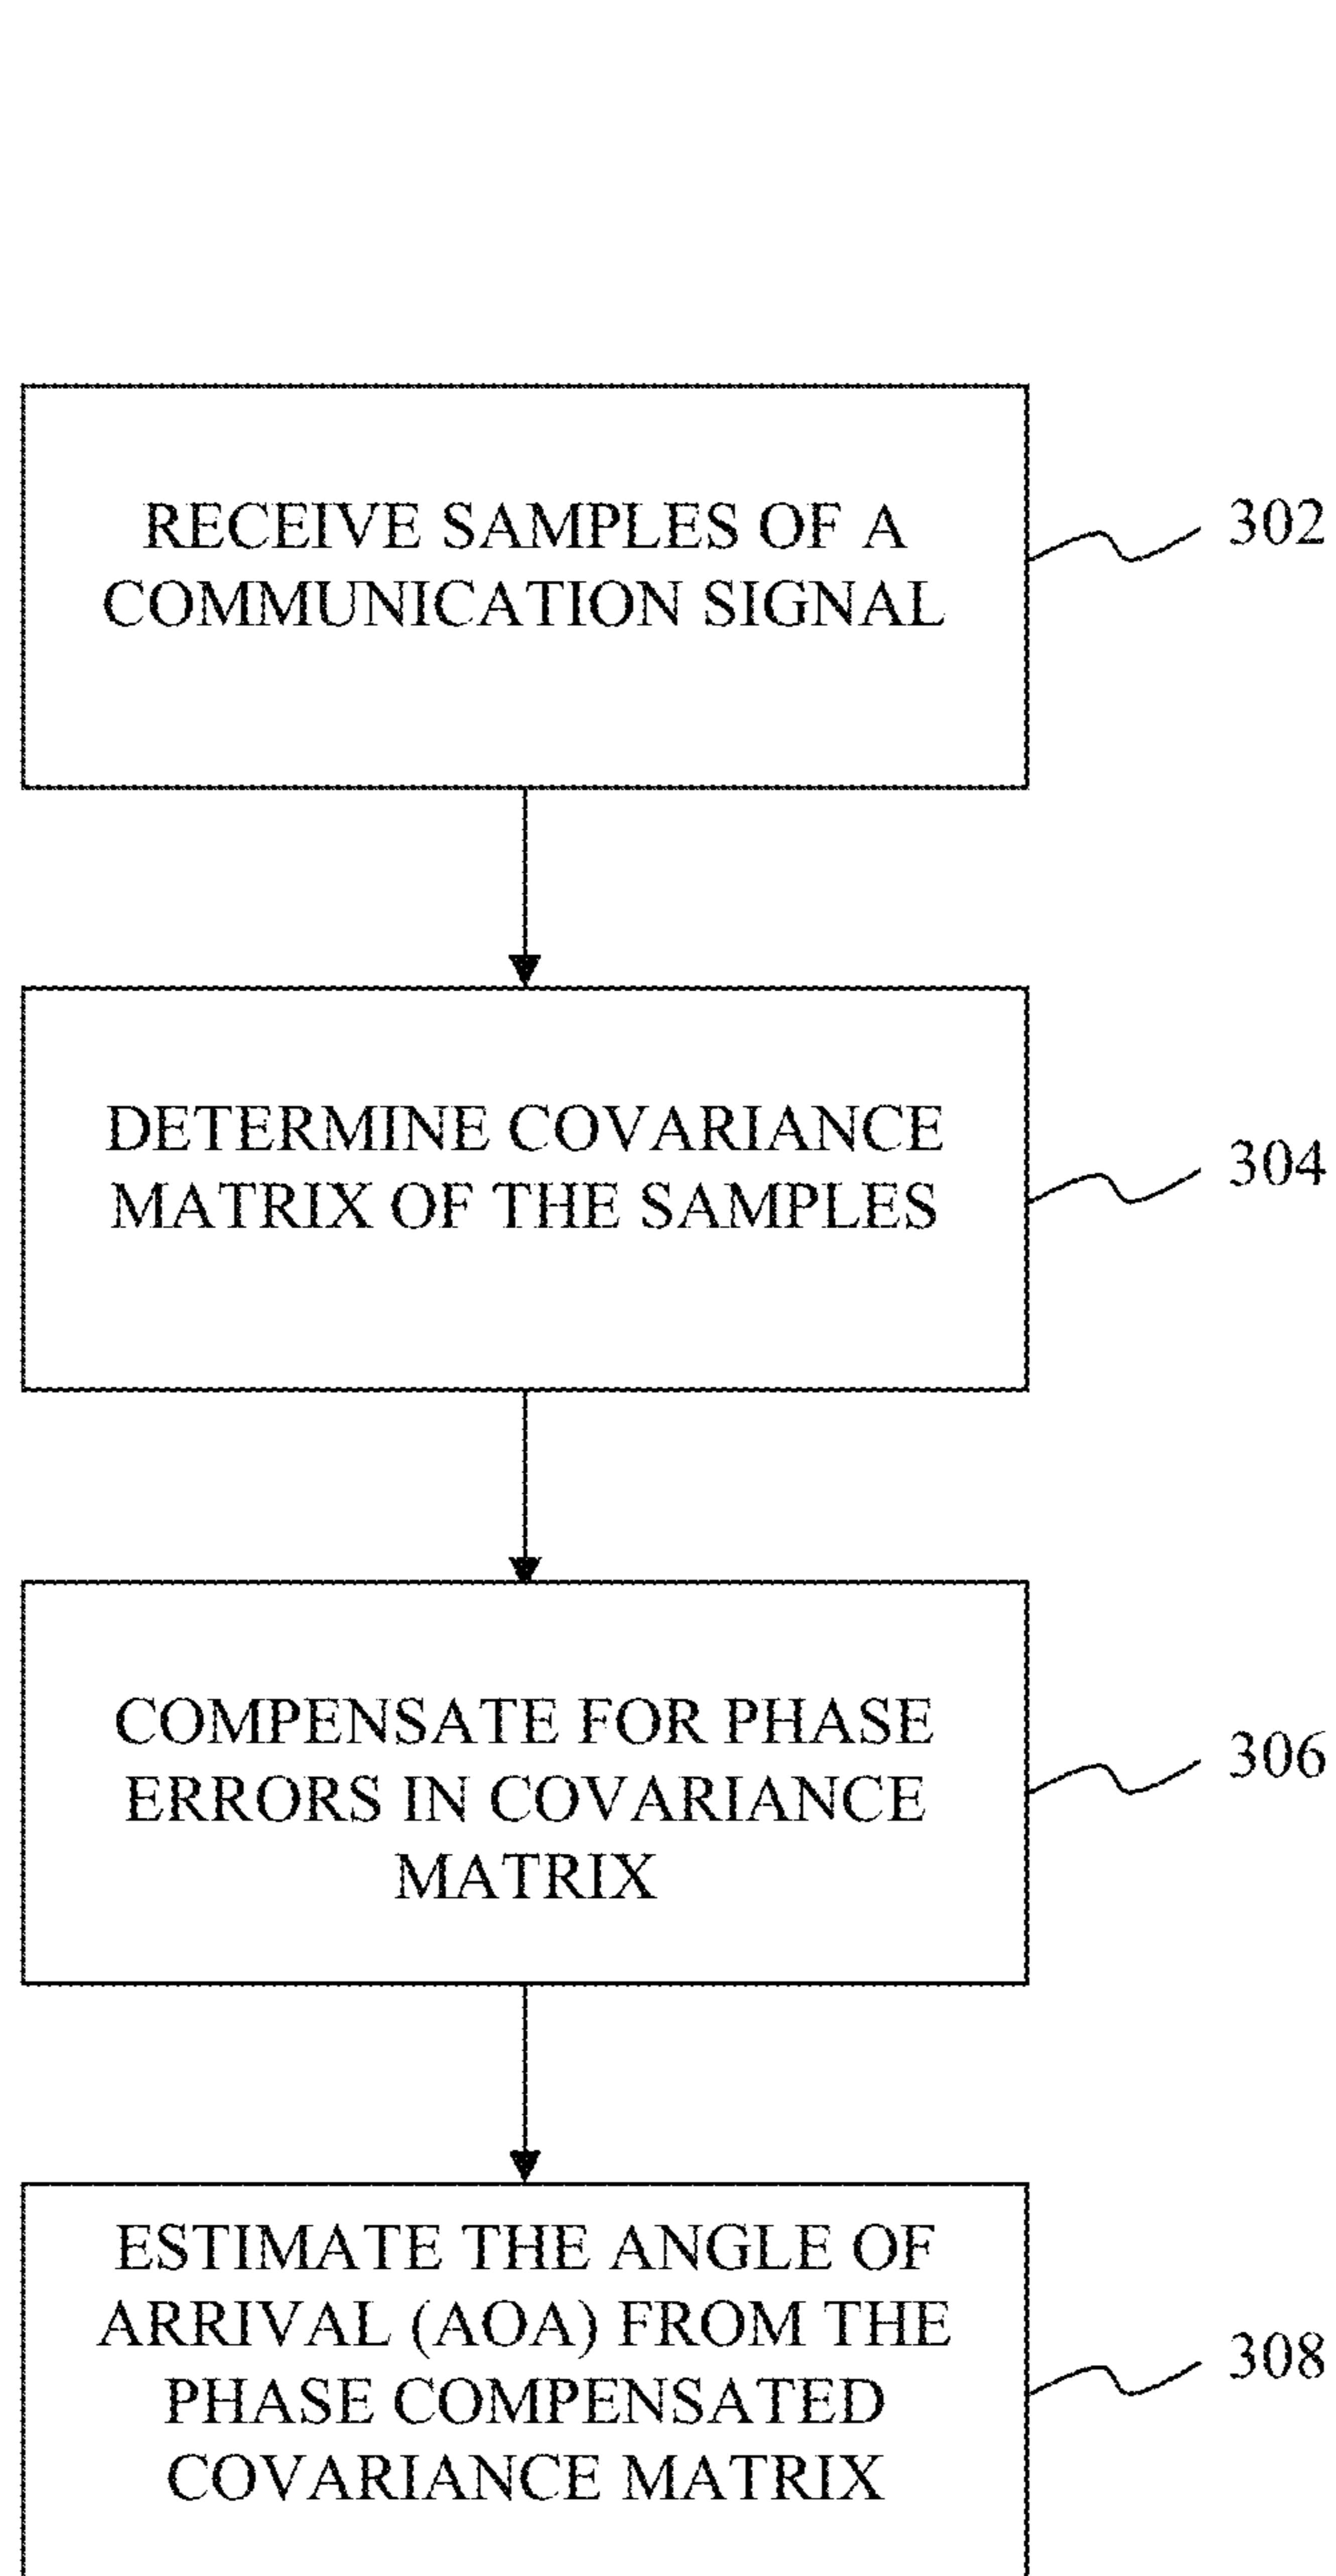 RECEIVE SAMPLES OF A
COMMUNICATION SIGNAL
302
DETERMINE COVARIANCE
MATRIX OF THE SAMPLES
304
COMPENSATE FOR PHASE
ERRORS IN COVARIANCE
MATRIX
306
ESTIMATE THE ANGLE OF
ARRIVAL (AOA) FROM THE
PHASE COMPENSATED
COVARIANCE MATRIX
308